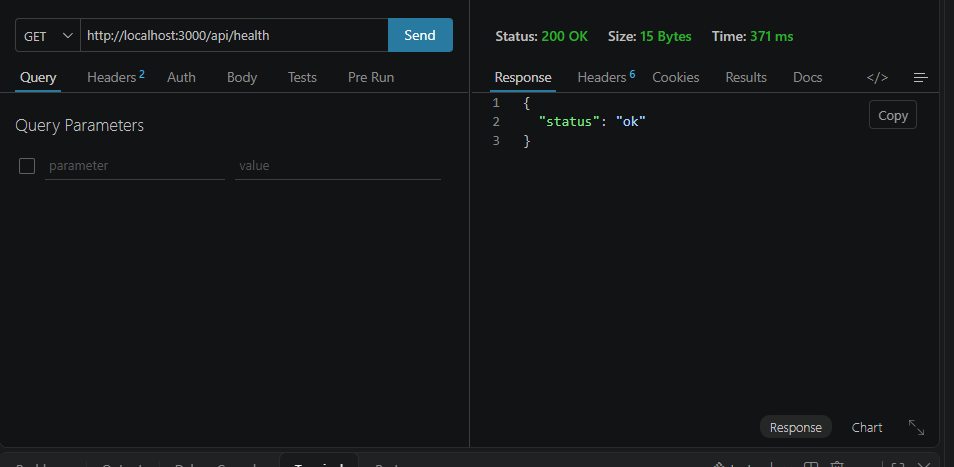 GET http://localhost:3000/api/health Send
Query Headers 2 Auth Body Tests Pre Run
Query Parameters
parameter value
Status: 200 OK Size: 15 Bytes Time: 371 ms
Response Headers 6 Cookies Results Docs </>
1 {
2 "status": "ok"
3 }
Copy
Response Chart